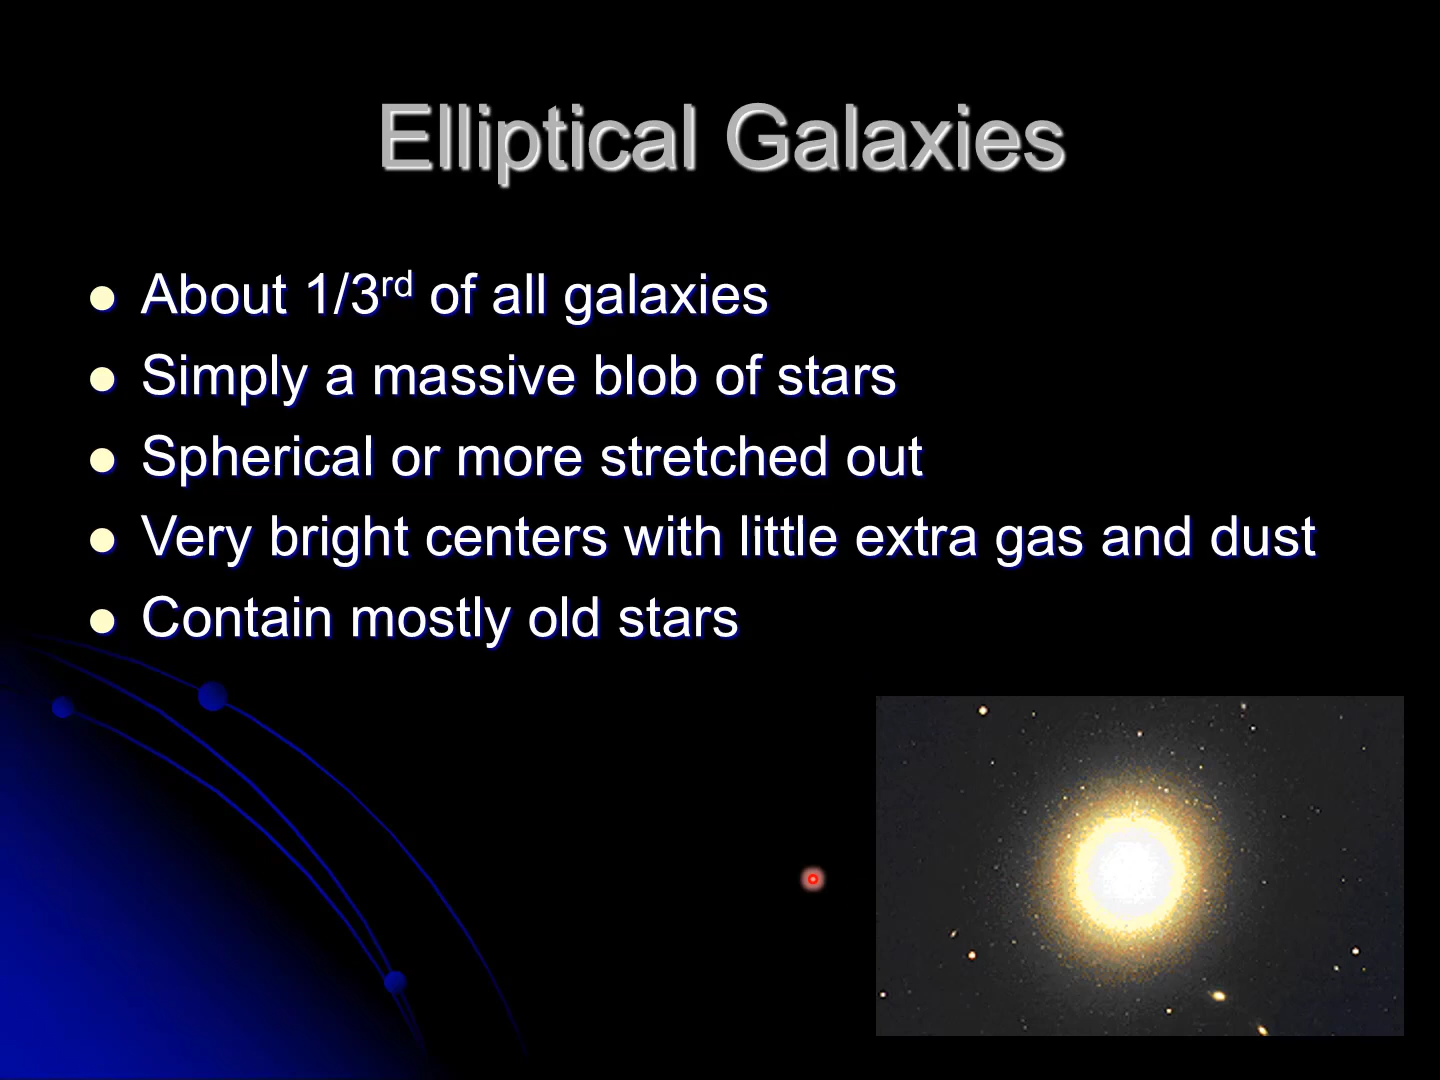 Elliptical Galaxies
About 1/3rd of all galaxies
Simply a massive blob of stars
Spherical or more stretched out
Very bright centers with little extra gas and dust
Contain mostly old stars